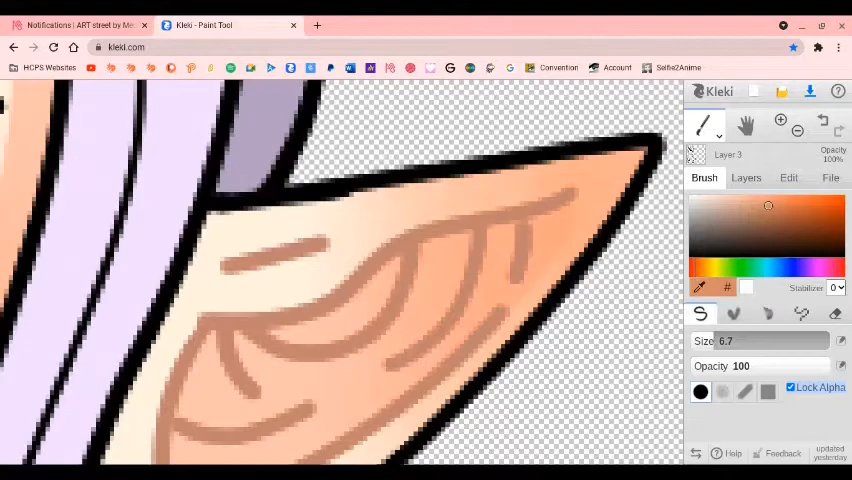 Notifications | ART street by Me
Kleki - Paint Tool
kleki.com
HCPS Websites
Convention
Account
Selfie2Anime
Kleki
Layer 3
Opacity
100%
Brush
Layers
Edit
File
#
Stabilizer 0
Size 6.7
Opacity 100
Lock Alpha
Help
Feedback
updated
yesterday